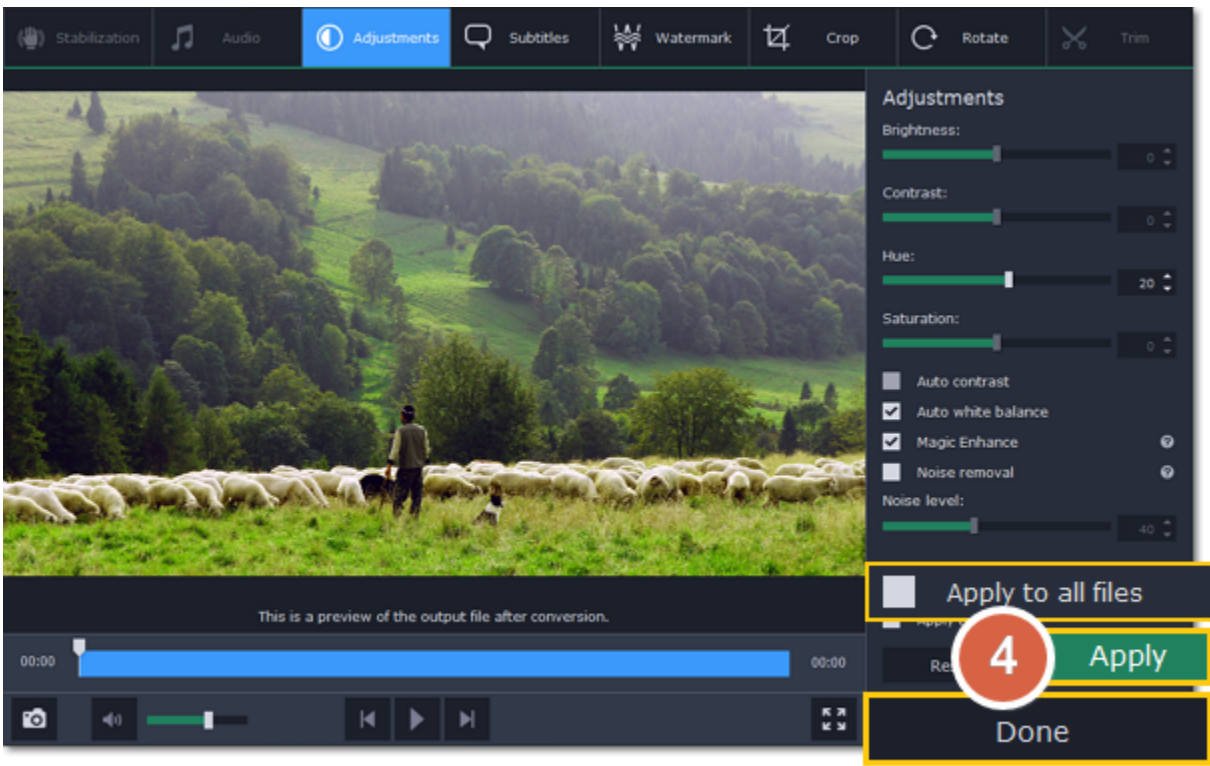 Stabilization
Audio
Adjustments
Subtitles
Watermark
Crop
Rotate
Trim
Adjustments
Brightness:
0
Contrast:
0
Hue:
20
Saturation:
0
Auto contrast
Auto white balance
Magic Enhance
Noise removal
Noise level:
40
Apply to all files
4
Apply
Done
This is a preview of the output file after conversion.
00:00
00:00